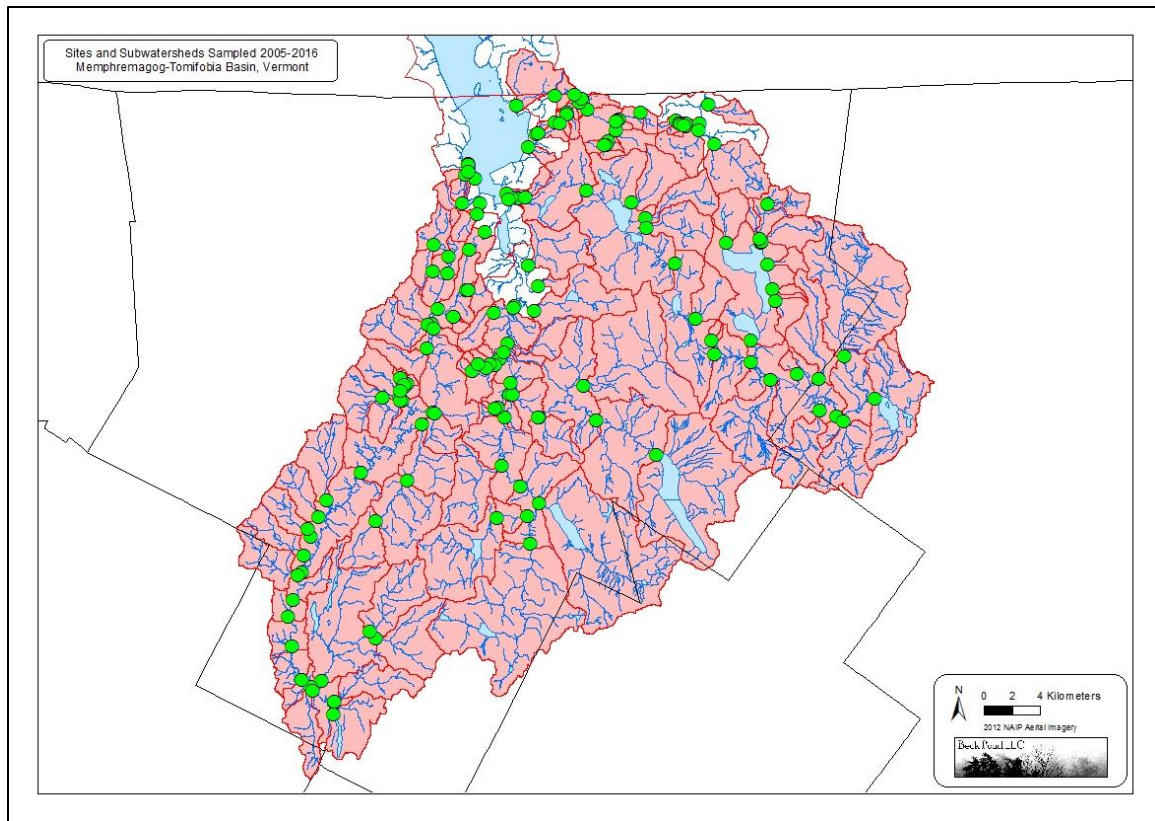 Sites and Subwatersheds Sampled 2005-2016
Memphremagog-Tomifobia Basin, Vermont
N
0 2 4 Kilometers
2012 NAIP Aerial Imagery
Beck Pond LLC